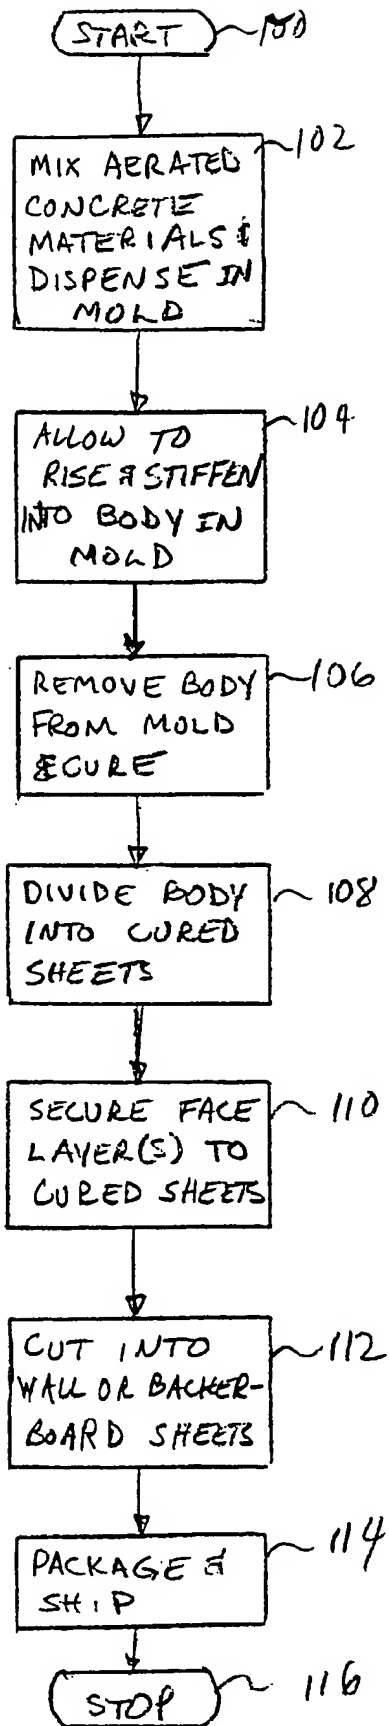 START 100
102
MIX AERATED
CONCRETE
MATERIALS &
DISPENSE IN
MOLD
104
ALLOW TO
RISE & STIFFEN
INTO BODY IN
MOLD
106
REMOVE BODY
FROM MOLD
& CURE
108
DIVIDE BODY
INTO CURED
SHEETS
110
SECURE FACE
LAYER(S) TO
CURED SHEETS
112
CUT INTO
WALL OR BACKER-
BOARD SHEETS
114
PACKAGE &
SHIP
116
STOP